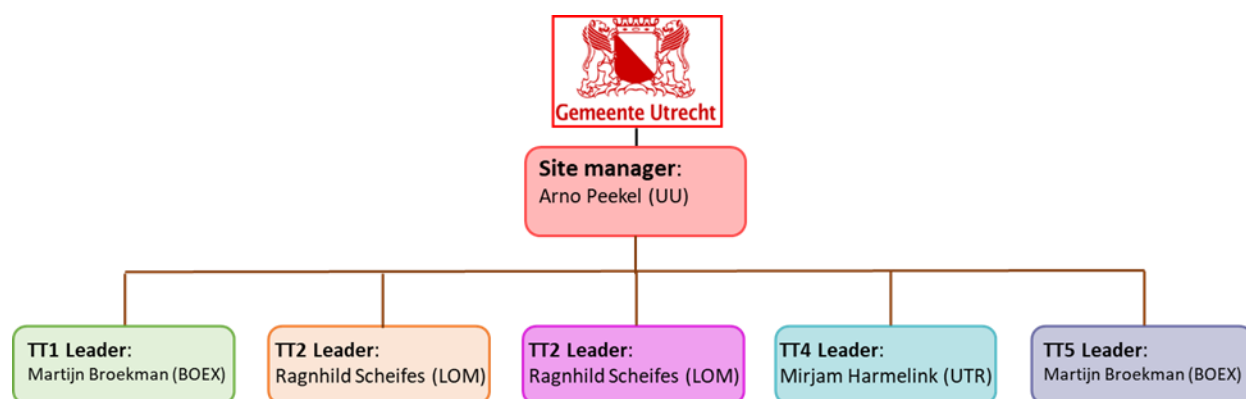 Gemeente Utrecht
Site manager:
Arno Peekel (UU)
TT1 Leader:
Martijn Broekman (BOEX)
TT2 Leader:
Ragnhild Scheifes (LOM)
TT2 Leader:
Ragnhild Scheifes (LOM)
TT4 Leader:
Mirjam Harmelink (UTR)
TT5 Leader:
Martijn Broekman (BOEX)